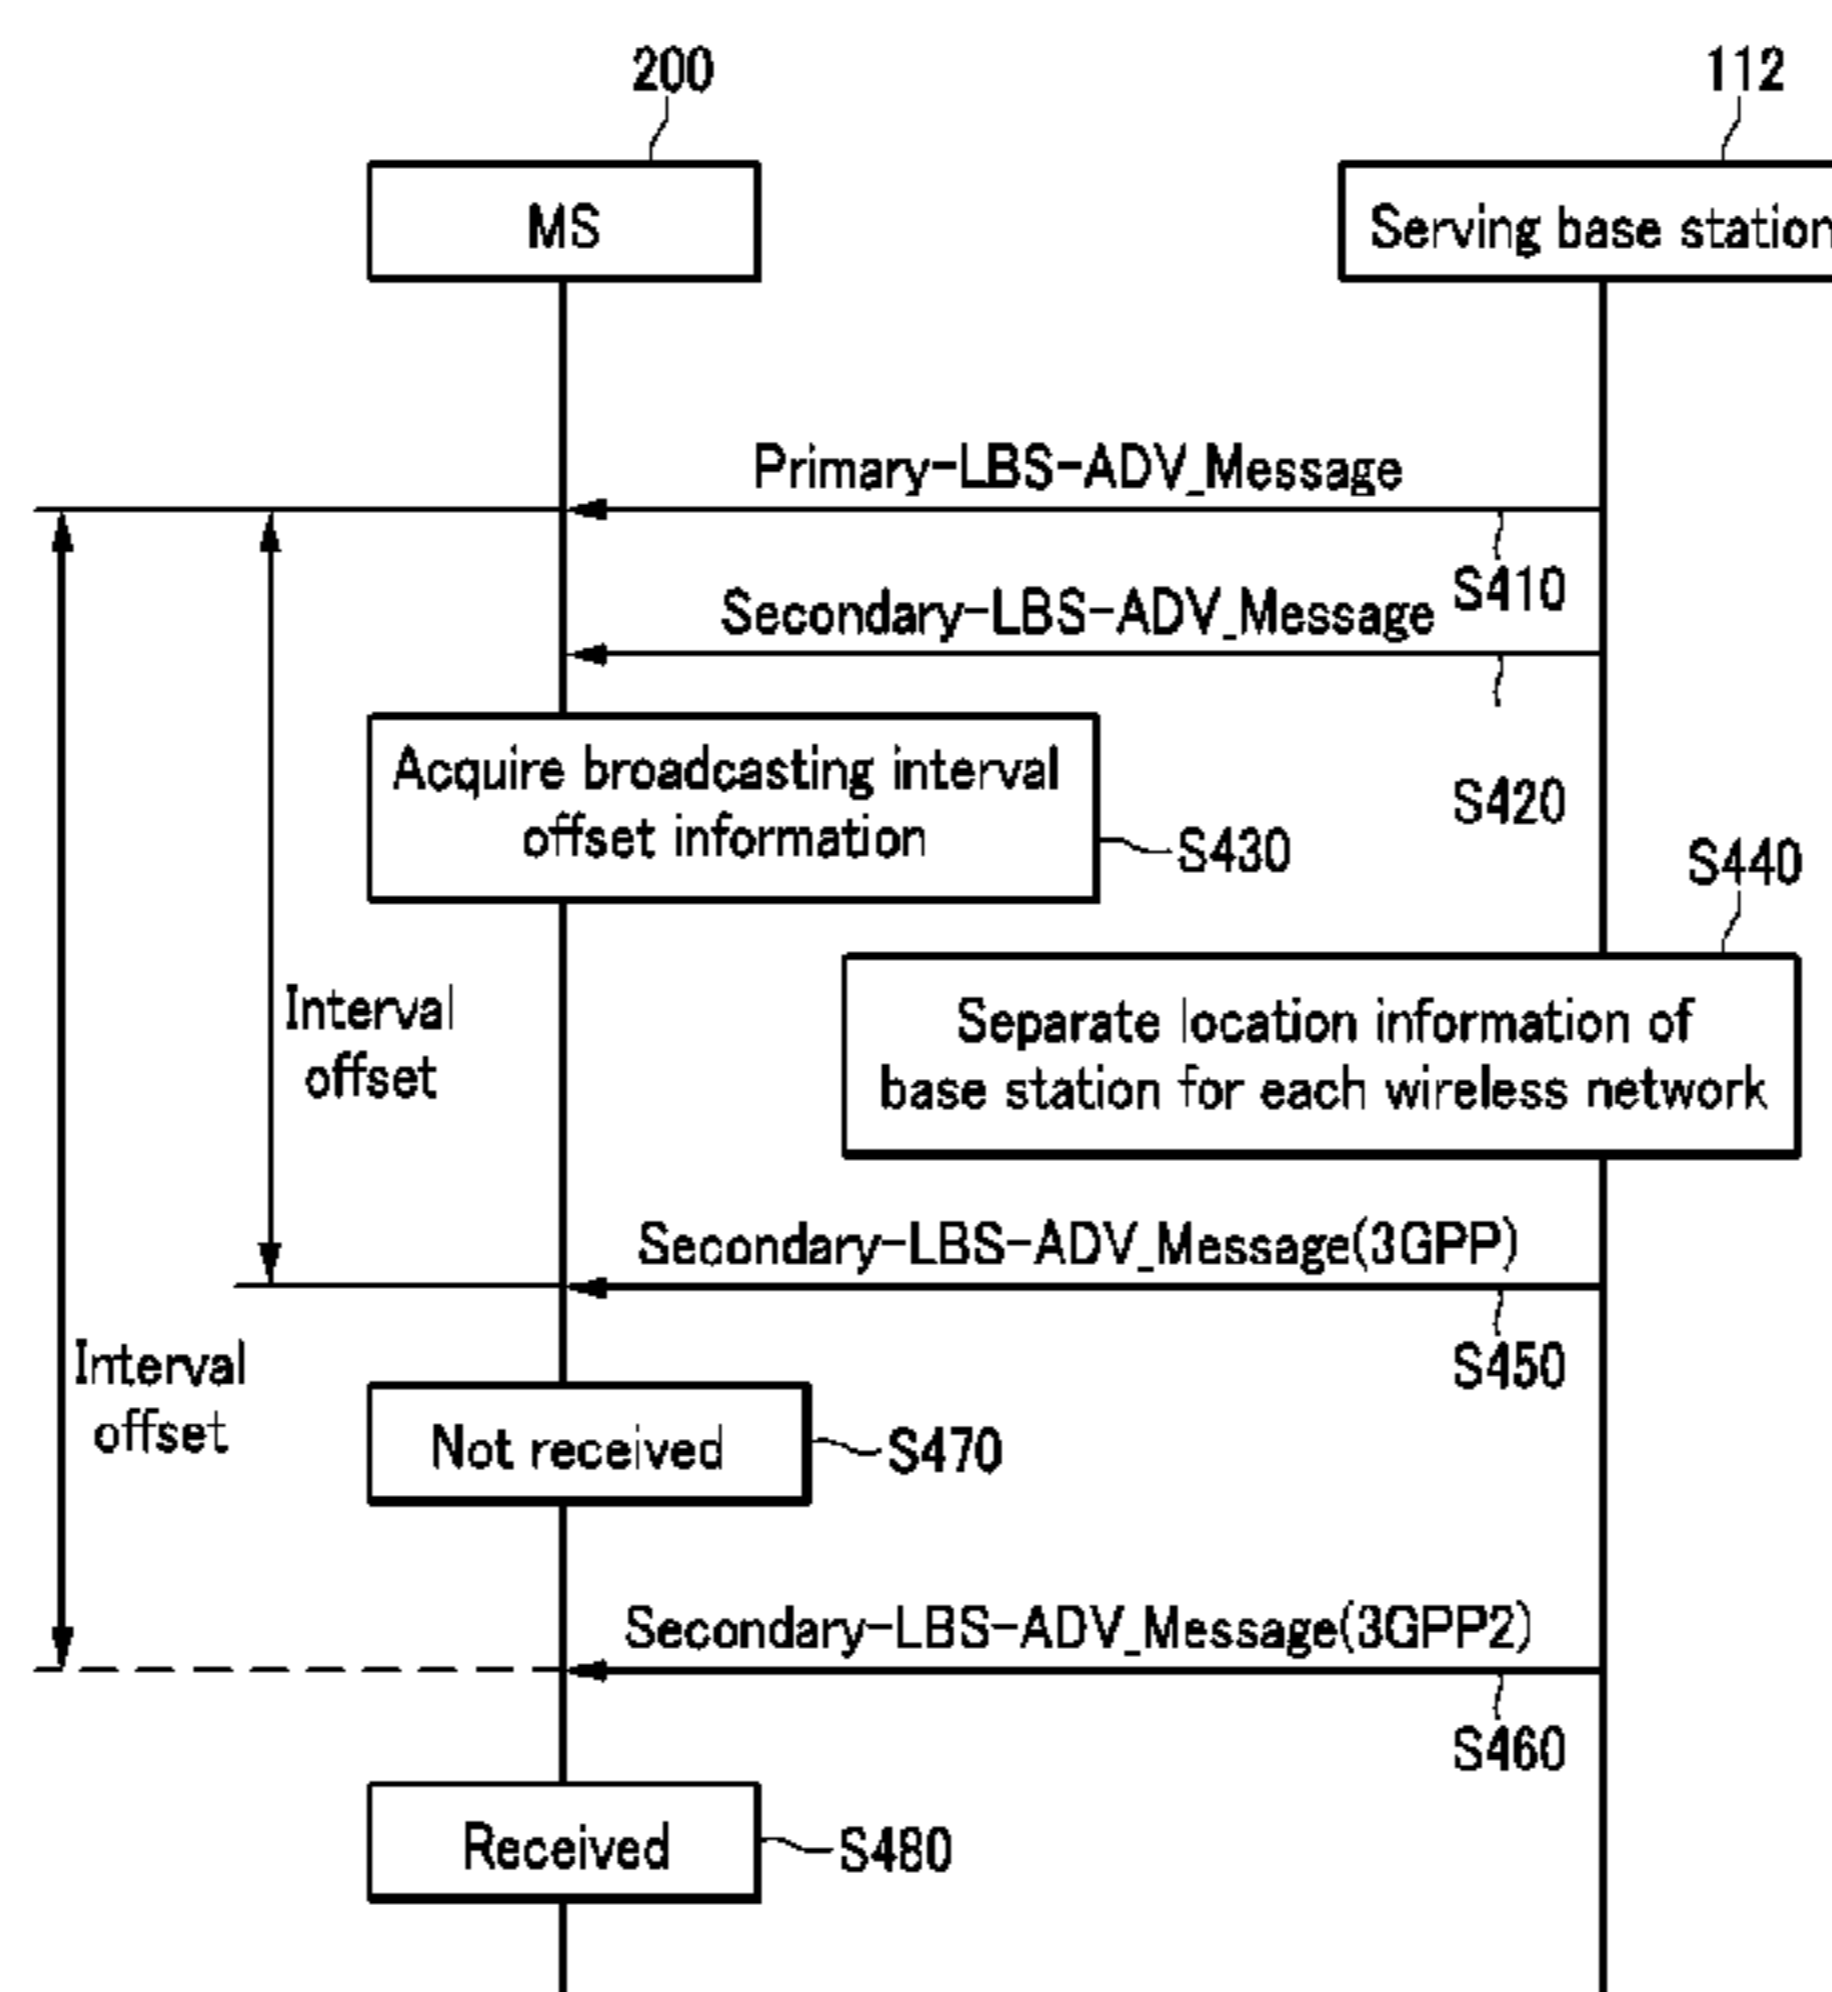 200
112
MS
Serving base station
Primary-LBS-ADV_Message
S410
Secondary-LBS-ADV_Message
S420
Acquire broadcasting interval
offset information
S430
S440
Separate location information of
base station for each wireless network
Interval
offset
Secondary-LBS-ADV_Message(3GPP)
S450
Interval
offset
Not received
S470
Secondary-LBS-ADV_Message(3GPP2)
S460
Received
S480